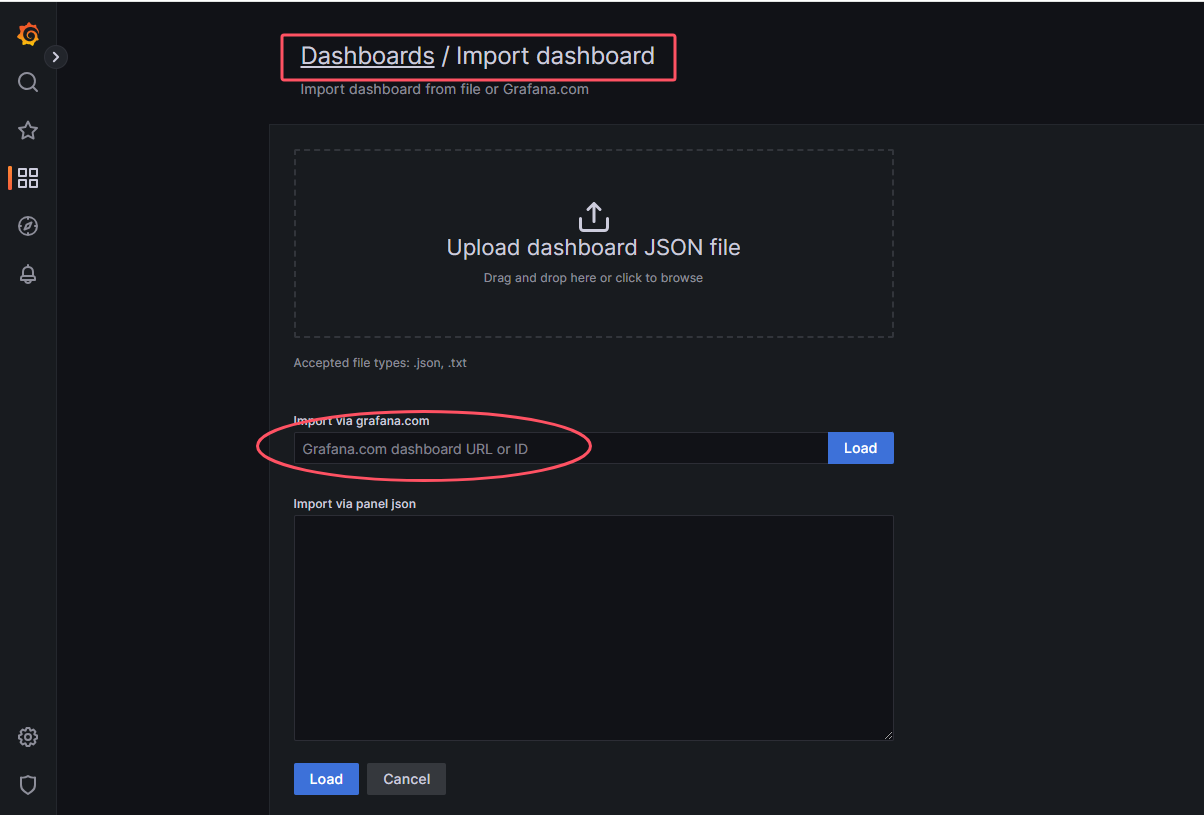 Dashboards / Import dashboard
Import dashboard from file or Grafana.com
Upload dashboard JSON file
Drag and drop here or click to browse
Accepted file types: .json, .txt
Import via grafana.com
Grafana.com dashboard URL or ID
Load
Import via panel json
Load
Cancel